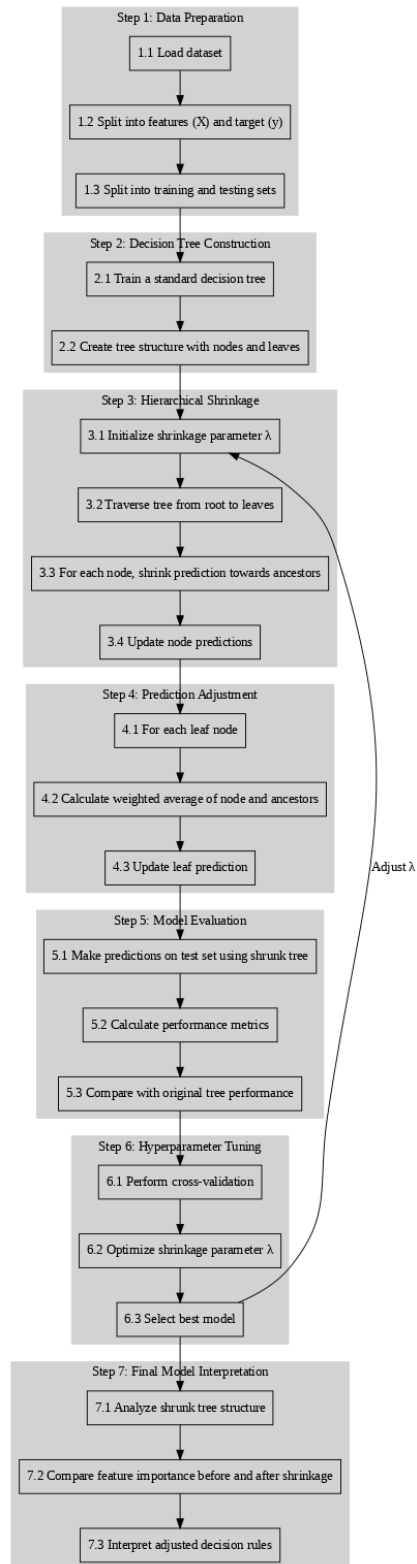 Step 1: Data Preparation
1.1 Load dataset
1.2 Split into features (X) and target (y)
1.3 Split into training and testing sets
Step 2: Decision Tree Construction
2.1 Train a standard decision tree
2.2 Create tree structure with nodes and leaves
Step 3: Hierarchical Shrinkage
3.1 Initialize shrinkage parameter λ
3.2 Traverse tree from root to leaves
3.3 For each node, shrink prediction towards ancestors
3.4 Update node predictions
Step 4: Prediction Adjustment
4.1 For each leaf node
4.2 Calculate weighted average of node and ancestors
4.3 Update leaf prediction
Adjust λ
Step 5: Model Evaluation
5.1 Make predictions on test set using shrunk tree
5.2 Calculate performance metrics
5.3 Compare with original tree performance
Step 6: Hyperparameter Tuning
6.1 Perform cross-validation
6.2 Optimize shrinkage parameter λ
6.3 Select best model
Step 7: Final Model Interpretation
7.1 Analyze shrunk tree structure
7.2 Compare feature importance before and after shrinkage
7.3 Interpret adjusted decision rules